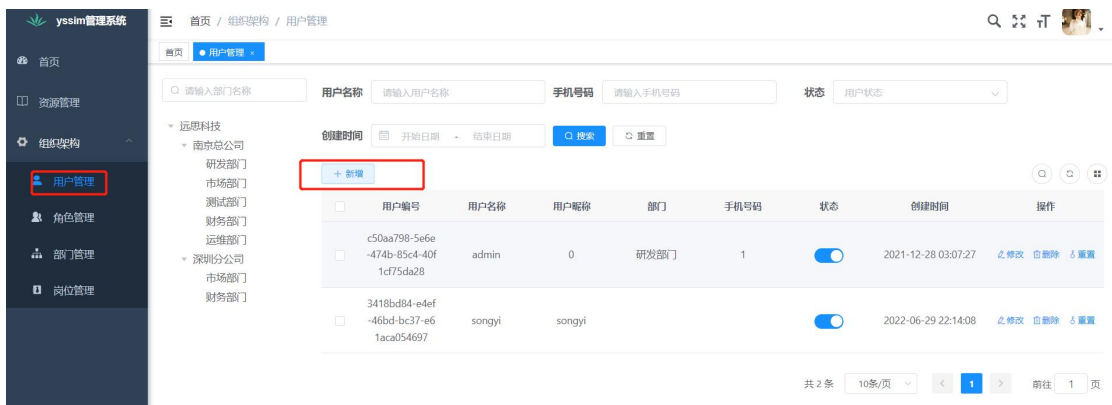 yssim管理系统
首页 / 组织架构 / 用户管理
首页
用户管理 ×
首页
资源管理
组织架构
用户管理
角色管理
部门管理
岗位管理
请输入部门名称
远思科技
南京总公司
研发部门
市场部门
测试部门
财务部门
运维部门
深圳分公司
市场部门
财务部门
用户名称 请输入用户名称 手机号码 请输入手机号码 状态 用户状态
创建时间 开始日期 - 结束日期 搜索 重置
+ 新增
用户编号 用户名称 用户昵称 部门 手机号码 状态 创建时间 操作
c50aa798-5e6e
-474b-85c4-40f
1cf75da28
admin 0 研发部门 1 2021-12-28 03:07:27 修改 删除 重置
3418bd84-e4ef
-46bd-bc37-e6
1aca054697
songyi songyi 2022-06-29 22:14:08 修改 删除 重置
共 2 条 10条/页 < 1 > 前往 1 页